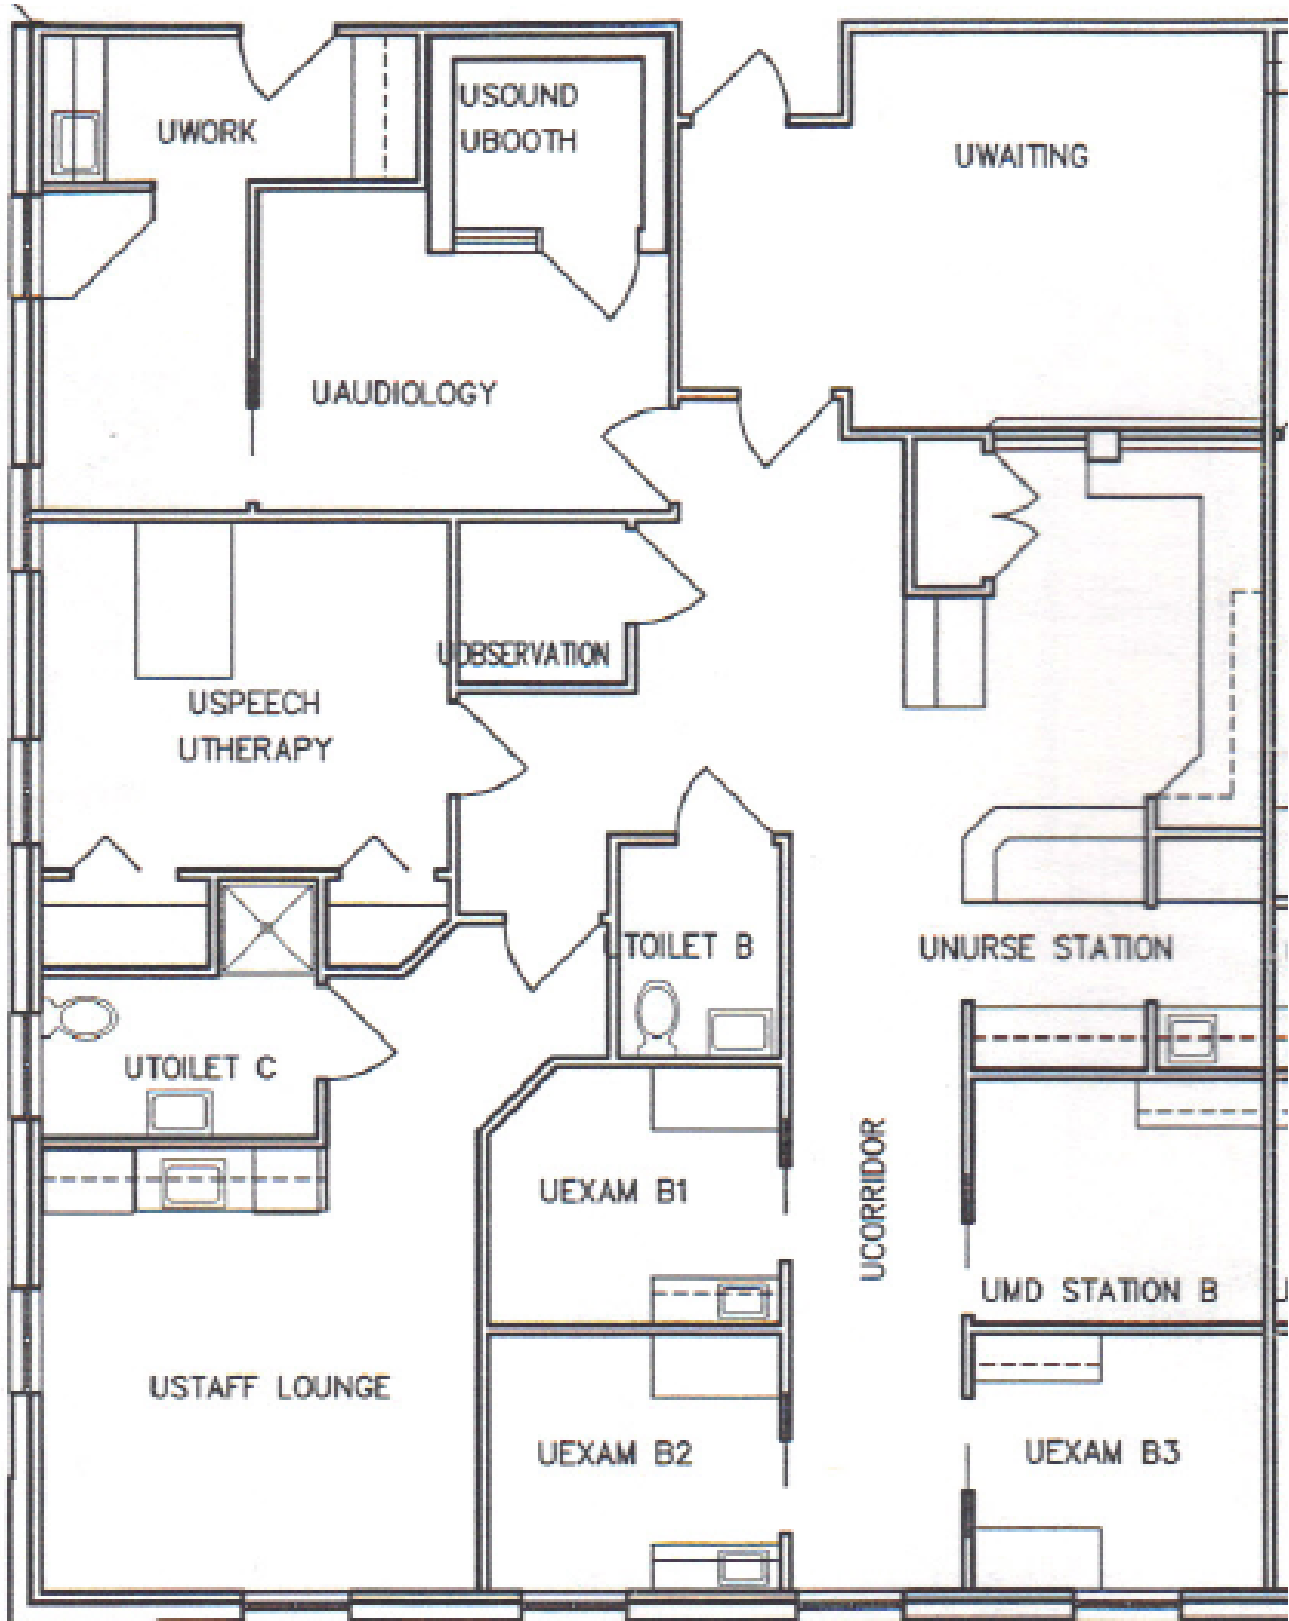 USOUND
UBOOTH
UWORK
UWAITING
UAUDIOLOGY
UOBSERVATION
USPEECH
UTHERAPY
UTOILET B
UNURSE STATION
UTOILET C
UEXAM B1
UCORRIDOR
UMD STATION B
USTAFF LOUNGE
UEXAM B2
UEXAM B3